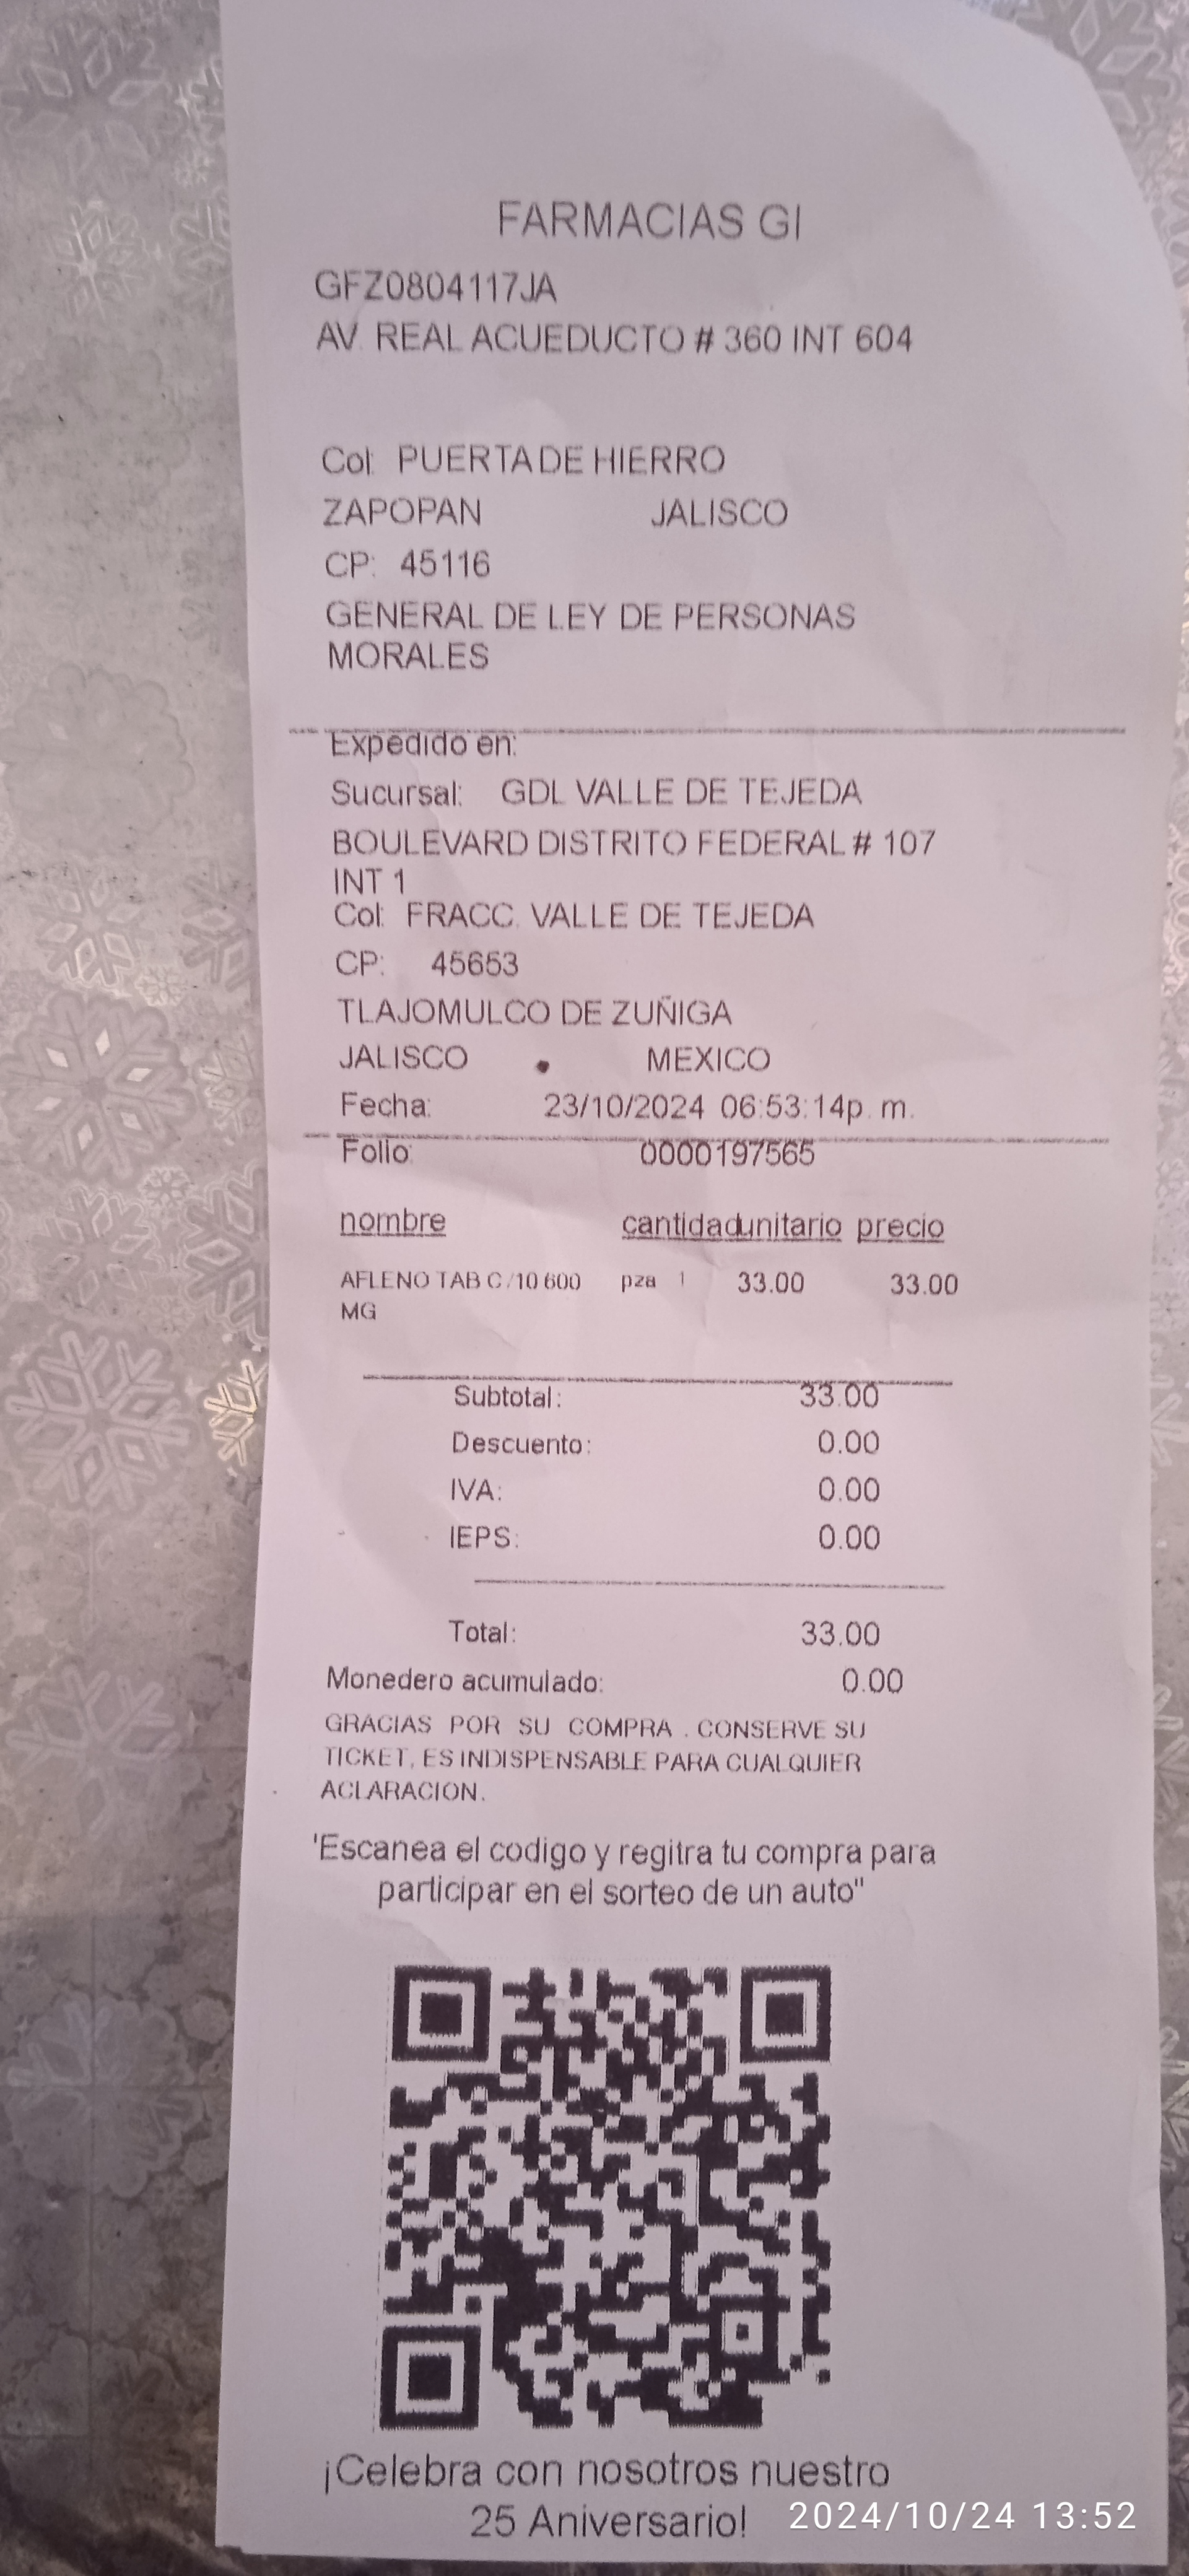 FARMACIAS GI
GFZ0804117JA
AV. REAL ACUEDUCTO # 360 INT 604
Col: PUERTA DE HIERRO
ZAPOPAN JALISCO
CP: 45116
GENERAL DE LEY DE PERSONAS
MORALES
Expedido en:
Sucursal: GDL VALLE DE TEJEDA
BOULEVARD DISTRITO FEDERAL # 107
INT 1
Col: FRACC. VALLE DE TEJEDA
CP: 45653
TLAJOMULCO DE ZUÑIGA
JALISCO MEXICO
Fecha: 23/10/2024 06:53:14p. m.
Folio: 0000197565
nombre cantidad unitario precio
AFLENO TAB C/10 600 pza 1 33.00 33.00
MG
Subtotal: 33.00
Descuento: 0.00
IVA: 0.00
IEPS: 0.00
Total: 33.00
Monedero acumulado: 0.00
GRACIAS POR SU COMPRA . CONSERVE SU
TICKET, ES INDISPENSABLE PARA CUALQUIER
ACLARACION.
'Escanea el codigo y regitra tu compra para
participar en el sorteo de un auto"
¡Celebra con nosotros nuestro
25 Aniversario!
2024/10/24 13:52